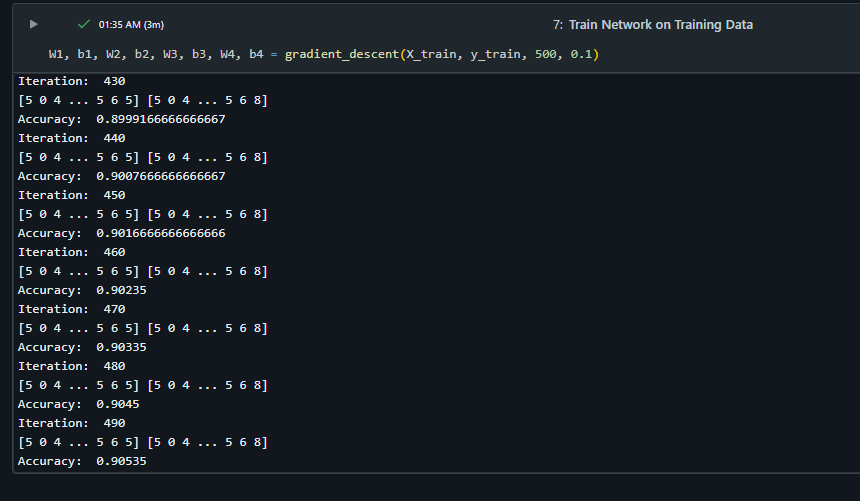 01:35 AM (3m)
7: Train Network on Training Data
W1, b1, W2, b2, W3, b3, W4, b4 = gradient_descent(X_train, y_train, 500, 0.1)
Iteration:  430
[5 0 4 ... 5 6 5] [5 0 4 ... 5 6 8]
Accuracy:  0.8999166666666667
Iteration:  440
[5 0 4 ... 5 6 5] [5 0 4 ... 5 6 8]
Accuracy:  0.9007666666666667
Iteration:  450
[5 0 4 ... 5 6 5] [5 0 4 ... 5 6 8]
Accuracy:  0.9016666666666666
Iteration:  460
[5 0 4 ... 5 6 5] [5 0 4 ... 5 6 8]
Accuracy:  0.90235
Iteration:  470
[5 0 4 ... 5 6 5] [5 0 4 ... 5 6 8]
Accuracy:  0.90335
Iteration:  480
[5 0 4 ... 5 6 5] [5 0 4 ... 5 6 8]
Accuracy:  0.9045
Iteration:  490
[5 0 4 ... 5 6 5] [5 0 4 ... 5 6 8]
Accuracy:  0.90535